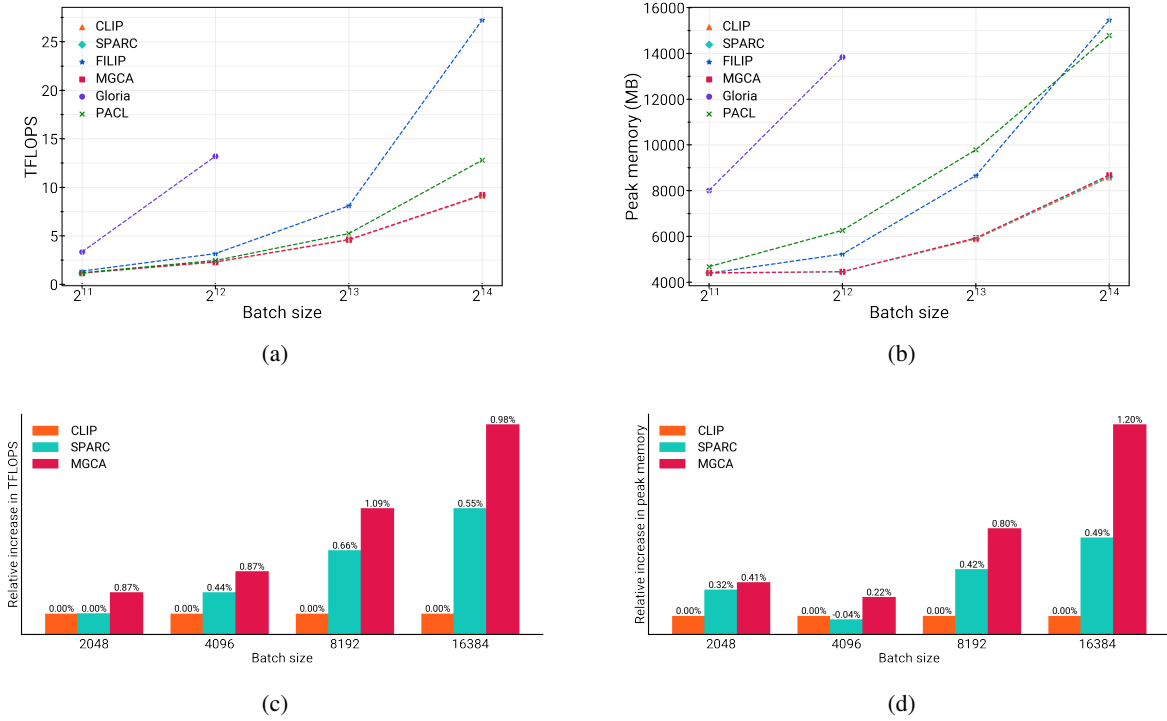 TFLOPS
25
20
15
10
5
0
CLIP
SPARC
FILIP
MGCA
Gloria
PACL
2^11 2^12 2^13 2^14
Batch size
(a)
Peak memory (MB)
16000
14000
12000
10000
8000
6000
4000
CLIP
SPARC
FILIP
MGCA
Gloria
PACL
2^11 2^12 2^13 2^14
Batch size
(b)
Relative increase in TFLOPS
CLIP
SPARC
MGCA
0.00% 0.00% 0.87% 0.00% 0.44% 0.87% 0.00% 0.66% 1.09% 0.00% 0.55% 0.98%
2048 4096 8192 16384
Batch size
(c)
Relative increase in peak memory
CLIP
SPARC
MGCA
0.00% 0.32% 0.41% 0.00% -0.04% 0.22% 0.00% 0.42% 0.80% 0.00% 0.49% 1.20%
2048 4096 8192 16384
Batch size
(d)